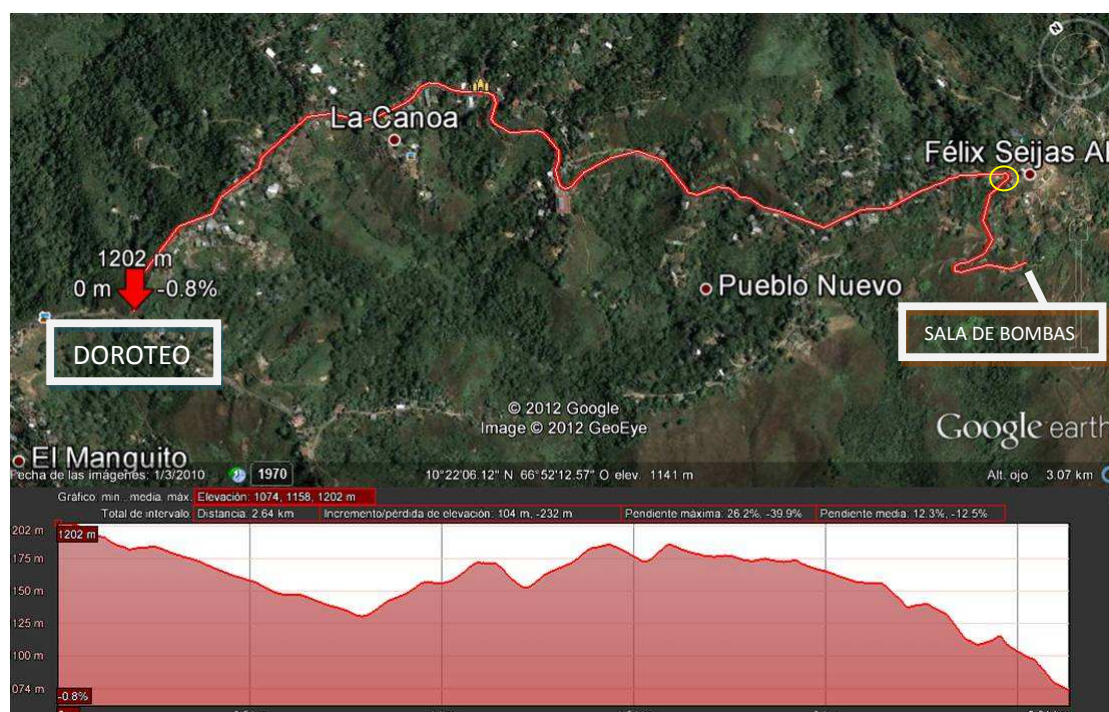 La Canoa
Félix Seijas Al
1202 m
0 m -0.8%
Pueblo Nuevo
DOROTEO
SALA DE BOMBAS
© 2012 Google
Image © 2012 GeoEye
Google earth
El Manguito
Fecha de las imágenes: 1/3/2010 1970 10°22'06.12" N 66°52'12.57" O elev. 1141 m Alt. ojo 3.07 km
Gráfico: mín., media, máx. Elevación: 1074, 1158, 1202 m
Total de intervalo: Distancia: 2.64 km Incremento/pérdida de elevación: 104 m, -232 m Pendiente máxima: 26.2%, -39.9% Pendiente media: 12.3%, -12.5%
202 m
1202 m
175 m
150 m
125 m
100 m
074 m
-0.8%